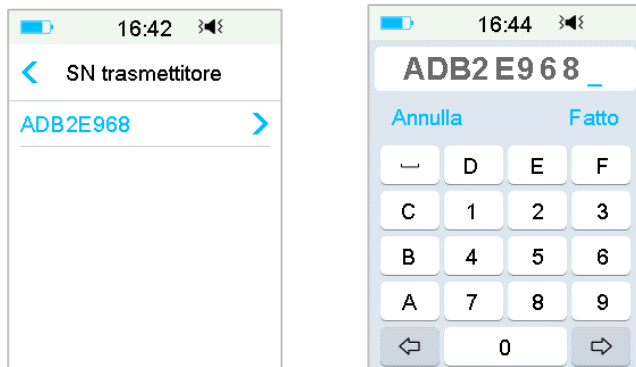 16:42
SN trasmettitore
ADB2E968
16:44
ADB2E968_
Annulla Fatto
D E F
C 1 2 3
B 4 5 6
A 7 8 9
0